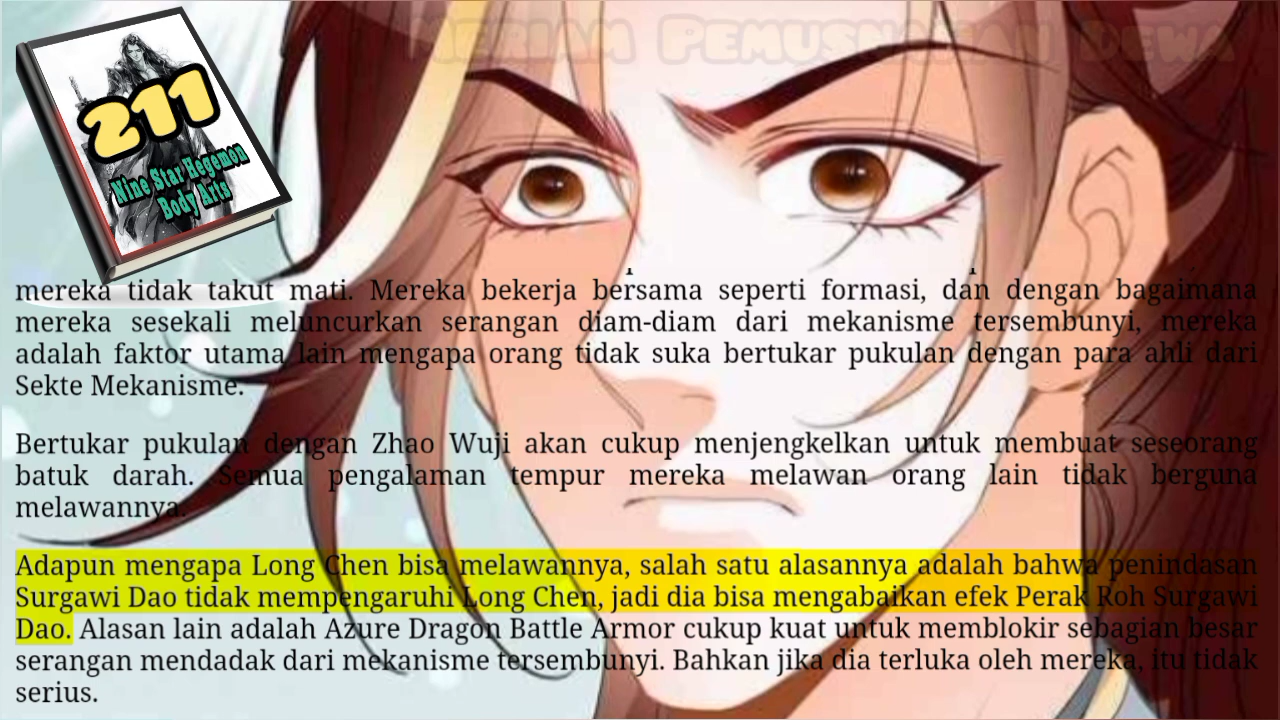 MERIAM PEMUSNAHAN DEWA
211
Nine Star Hegemon
Body Arts
mereka tidak takut mati. Mereka bekerja bersama seperti formasi, dan dengan bagaimana
mereka sesekali meluncurkan serangan diam-diam dari mekanisme tersembunyi, mereka
adalah faktor utama lain mengapa orang tidak suka bertukar pukulan dengan para ahli dari
Sekte Mekanisme.
Bertukar pukulan dengan Zhao Wuji akan cukup menjengkelkan untuk membuat seseorang
batuk darah. Semua pengalaman tempur mereka melawan orang lain tidak berguna
melawannya.
Adapun mengapa Long Chen bisa melawannya, salah satu alasannya adalah bahwa penindasan
Surgawi Dao tidak mempengaruhi Long Chen, jadi dia bisa mengabaikan efek Perak Roh Surgawi
Dao. Alasan lain adalah Azure Dragon Battle Armor cukup kuat untuk memblokir sebagian besar
serangan mendadak dari mekanisme tersembunyi. Bahkan jika dia terluka oleh mereka, itu tidak
serius.